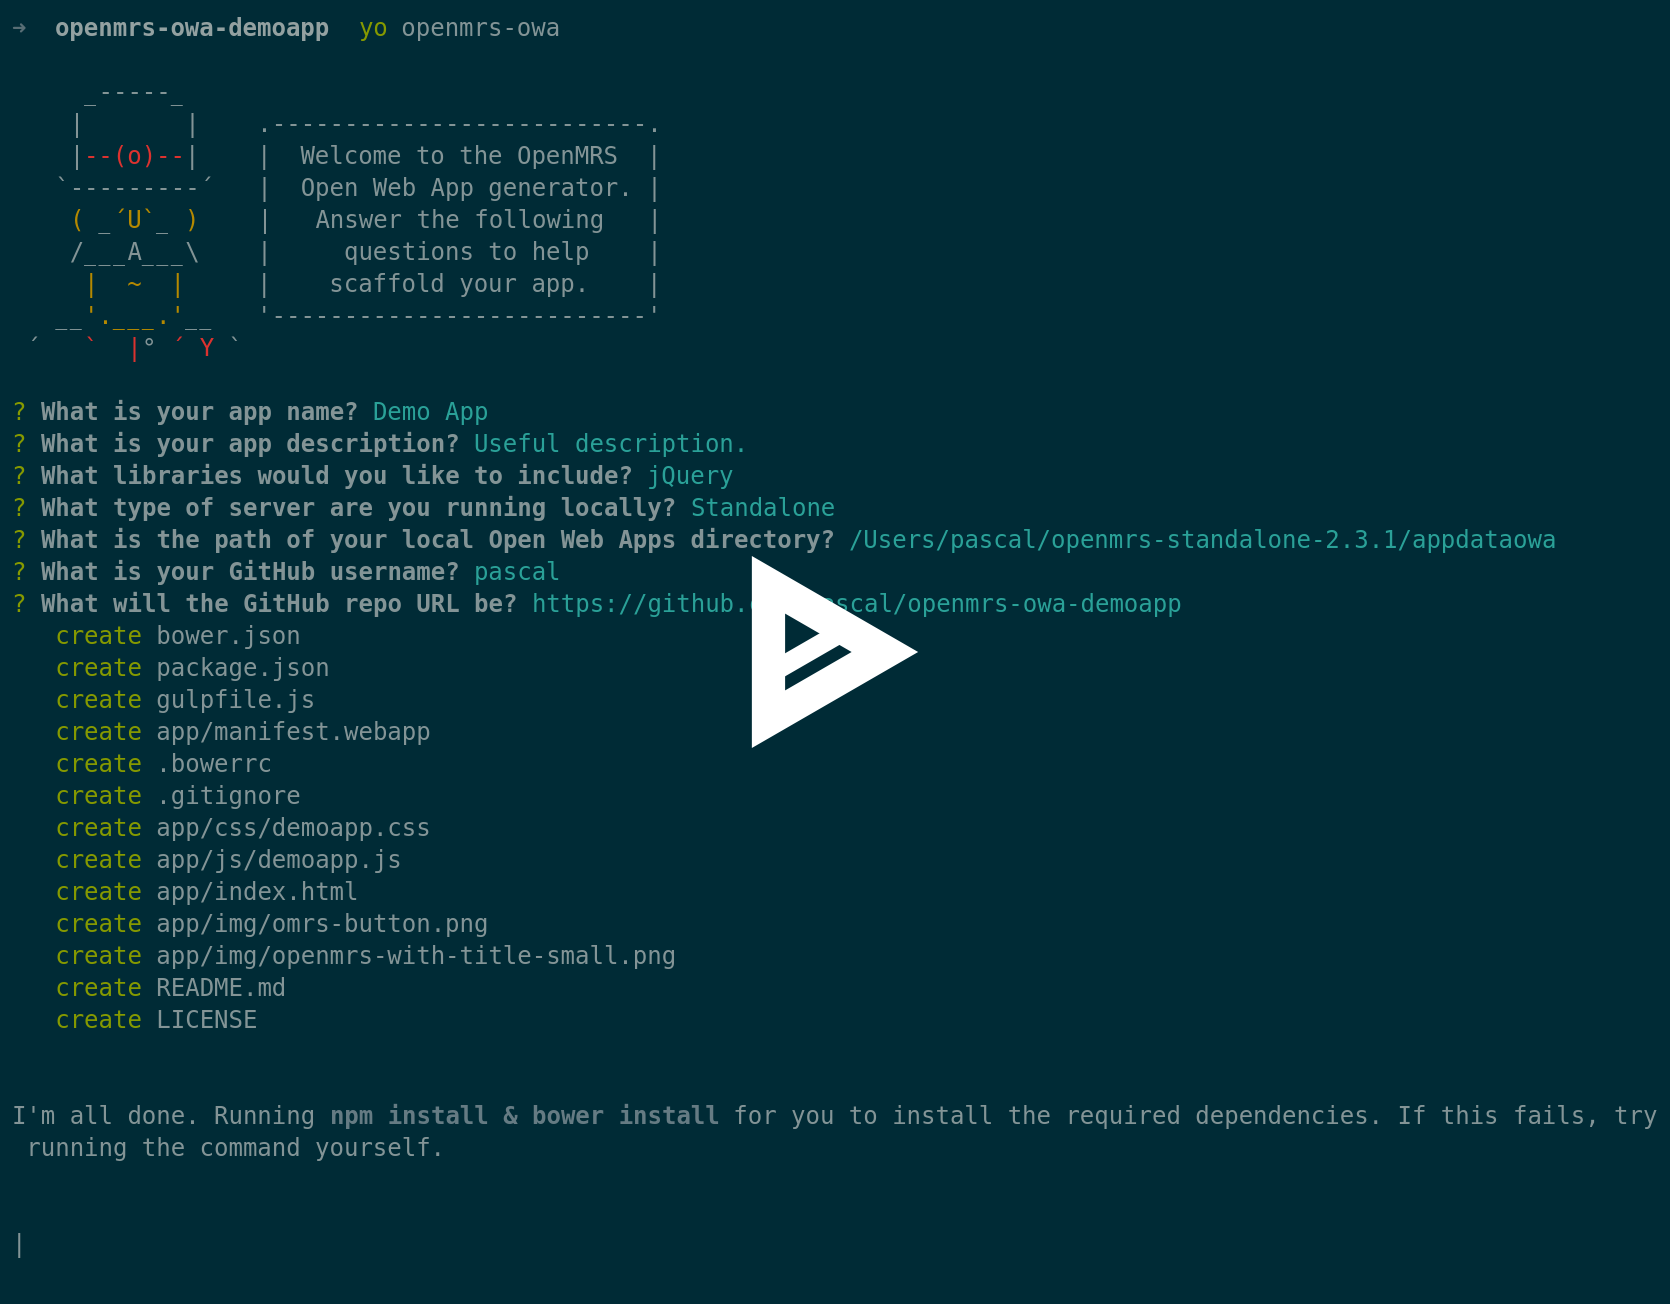 ➜  openmrs-owa-demoapp  yo openmrs-owa

     _-----_
    |       |    .--------------------------.
    |--(o)--|    |  Welcome to the OpenMRS  |
   `---------´   |  Open Web App generator. |
    ( _´U`_ )    |   Answer the following   |
    /___A___\    |     questions to help    |
     |  ~  |     |    scaffold your app.    |
   __'.___.'__   '--------------------------'
 ´   `  |° ´ Y `

? What is your app name? Demo App
? What is your app description? Useful description.
? What libraries would you like to include? jQuery
? What type of server are you running locally? Standalone
? What is the path of your local Open Web Apps directory? /Users/pascal/openmrs-standalone-2.3.1/appdataowa
? What is your GitHub username? pascal
? What will the GitHub repo URL be? https://github. ascal/openmrs-owa-demoapp
   create bower.json
   create package.json
   create gulpfile.js
   create app/manifest.webapp
   create .bowerrc
   create .gitignore
   create app/css/demoapp.css
   create app/js/demoapp.js
   create app/index.html
   create app/img/omrs-button.png
   create app/img/openmrs-with-title-small.png
   create README.md
   create LICENSE

I'm all done. Running npm install & bower install for you to install the required dependencies. If this fails, try
 running the command yourself.

|